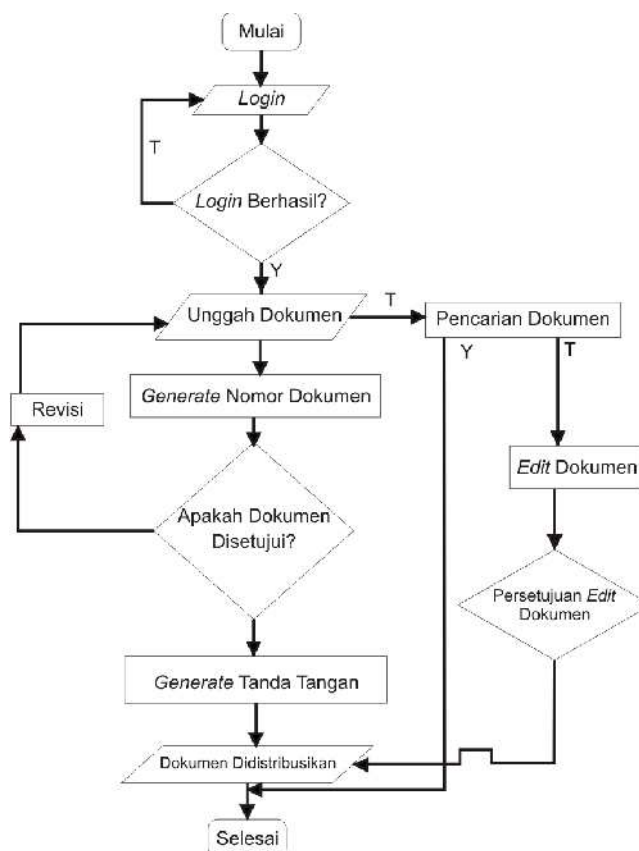 Mulai
Login
T
Login Berhasil?
Y
Unggah Dokumen
T
Pencarian Dokumen
Y
T
Revisi
Generate Nomor Dokumen
Edit Dokumen
Apakah Dokumen
Disetujui?
Persetujuan Edit
Dokumen
Generate Tanda Tangan
Dokumen Didistribusikan
Selesai